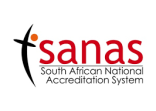 sanas
South African National
Accreditation System